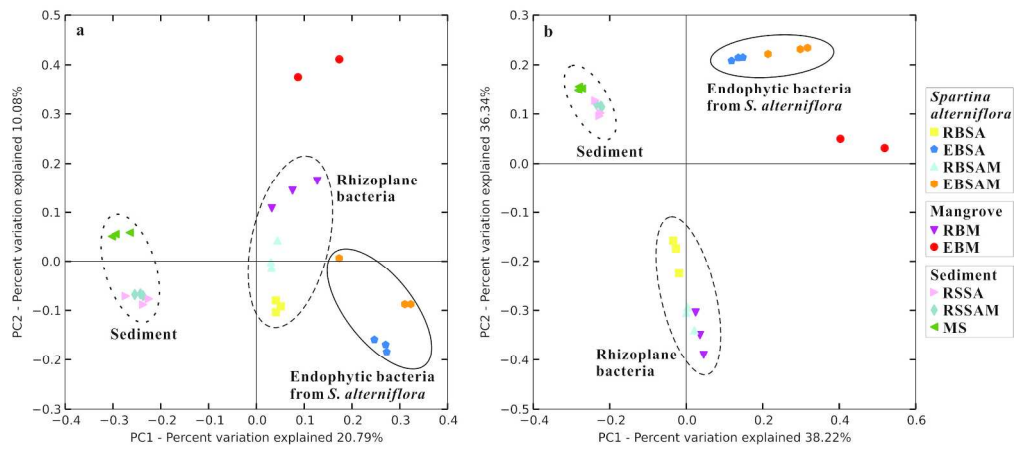 a
0.5
0.4
0.3
0.2
0.1
0.0
−0.1
−0.2
−0.3
−0.4
−0.3
−0.2
−0.1
0.0
0.1
0.2
0.3
0.4
PC2 - Percent variation explained 10.08%
PC1 - Percent variation explained 20.79%
Rhizoplane
bacteria
Sediment
Endophytic bacteria
from S. alterniflora
b
0.3
0.2
0.1
0.0
−0.1
−0.2
−0.3
−0.4
−0.5
−0.4
−0.2
0.0
0.2
0.4
0.6
PC2 - Percent variation explained 36.34%
PC1 - Percent variation explained 38.22%
Endophytic bacteria
from S. alterniflora
Sediment
Rhizoplane
bacteria
Spartina
alterniflora
RBSA
EBSA
RBSAM
EBSAM
Mangrove
RBM
EBM
Sediment
RSSA
RSSAM
MS